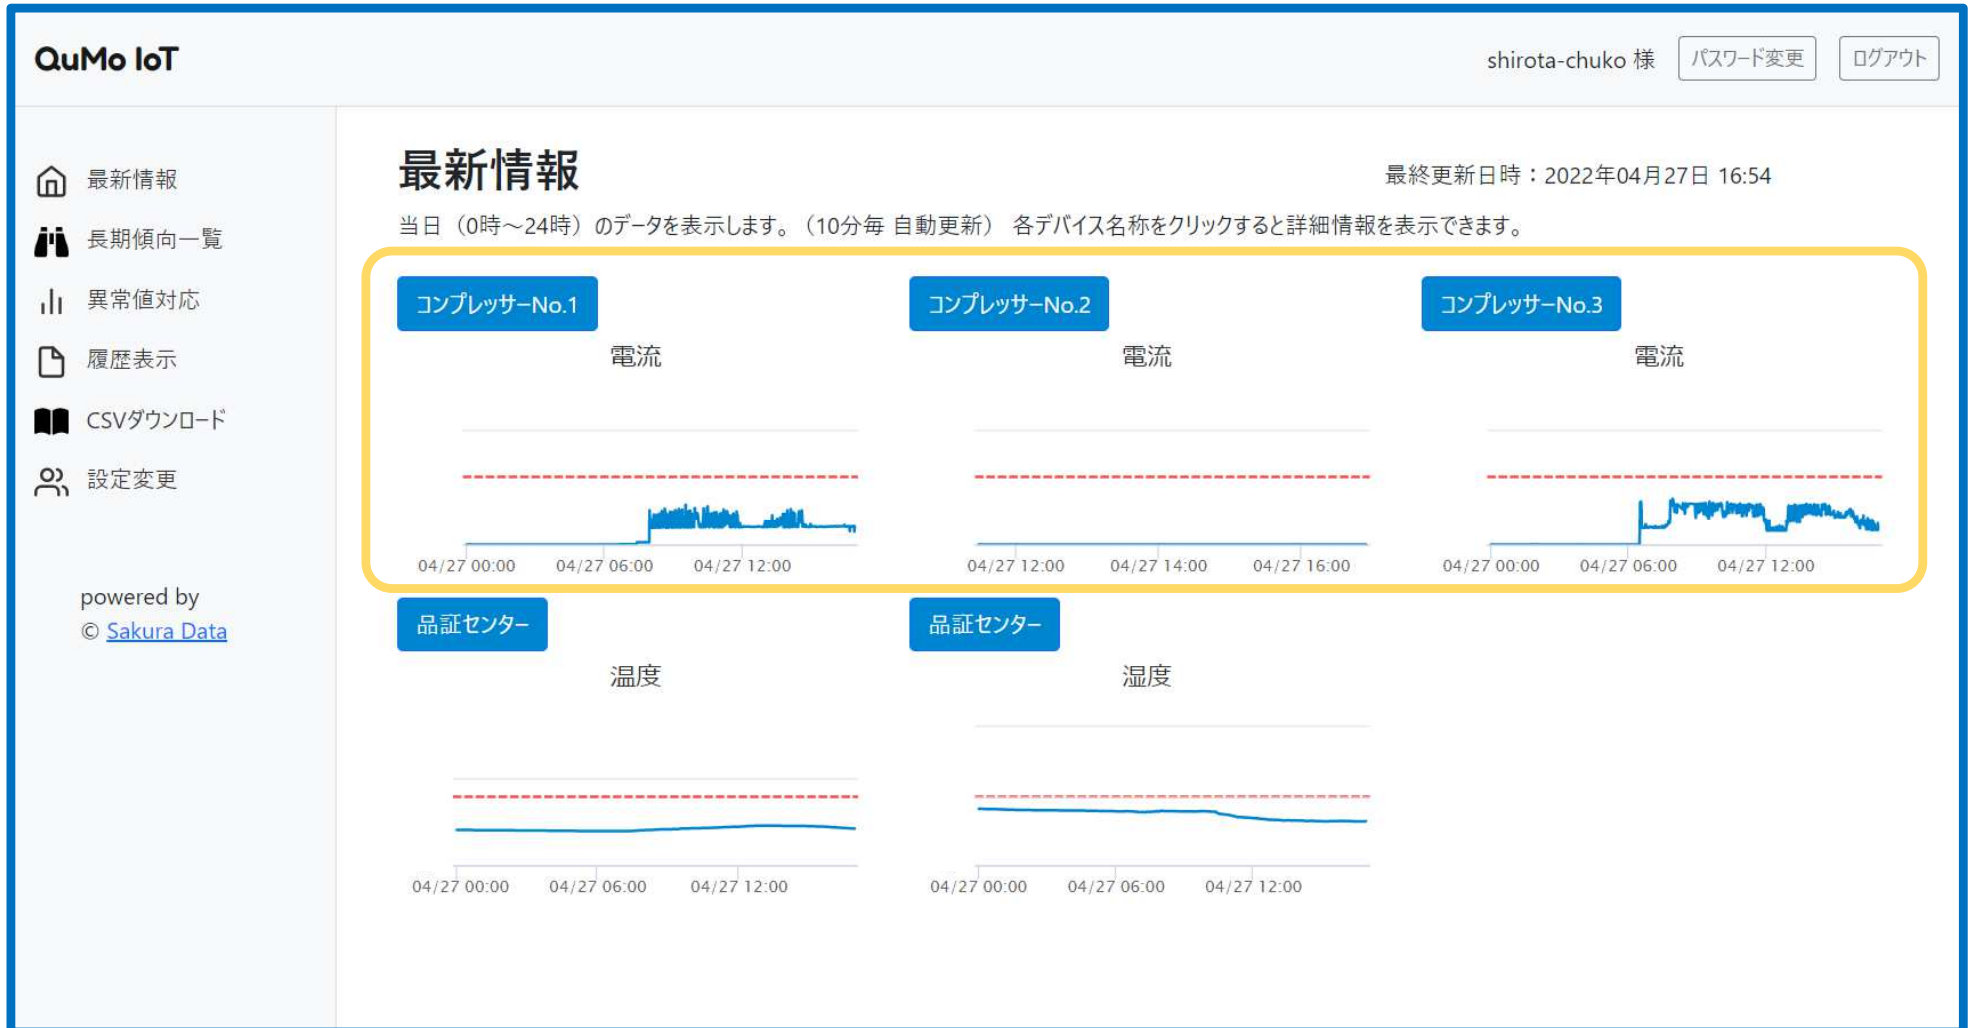 QuMo IoT
shirota-chuko 様
パスワード変更
ログアウト
最新情報
長期傾向一覧
異常値対応
履歴表示
CSVダウンロード
設定変更
powered by
© Sakura Data
最新情報
最終更新日時：2022年04月27日 16:54
当日（0時～24時）のデータを表示します。（10分毎 自動更新） 各デバイス名称をクリックすると詳細情報を表示できます。
コンプレッサーNo.1
電流
04/27 00:00 04/27 06:00 04/27 12:00
コンプレッサーNo.2
電流
04/27 12:00 04/27 14:00 04/27 16:00
コンプレッサーNo.3
電流
04/27 00:00 04/27 06:00 04/27 12:00
品証センター
温度
04/27 00:00 04/27 06:00 04/27 12:00
品証センター
湿度
04/27 00:00 04/27 06:00 04/27 12:00